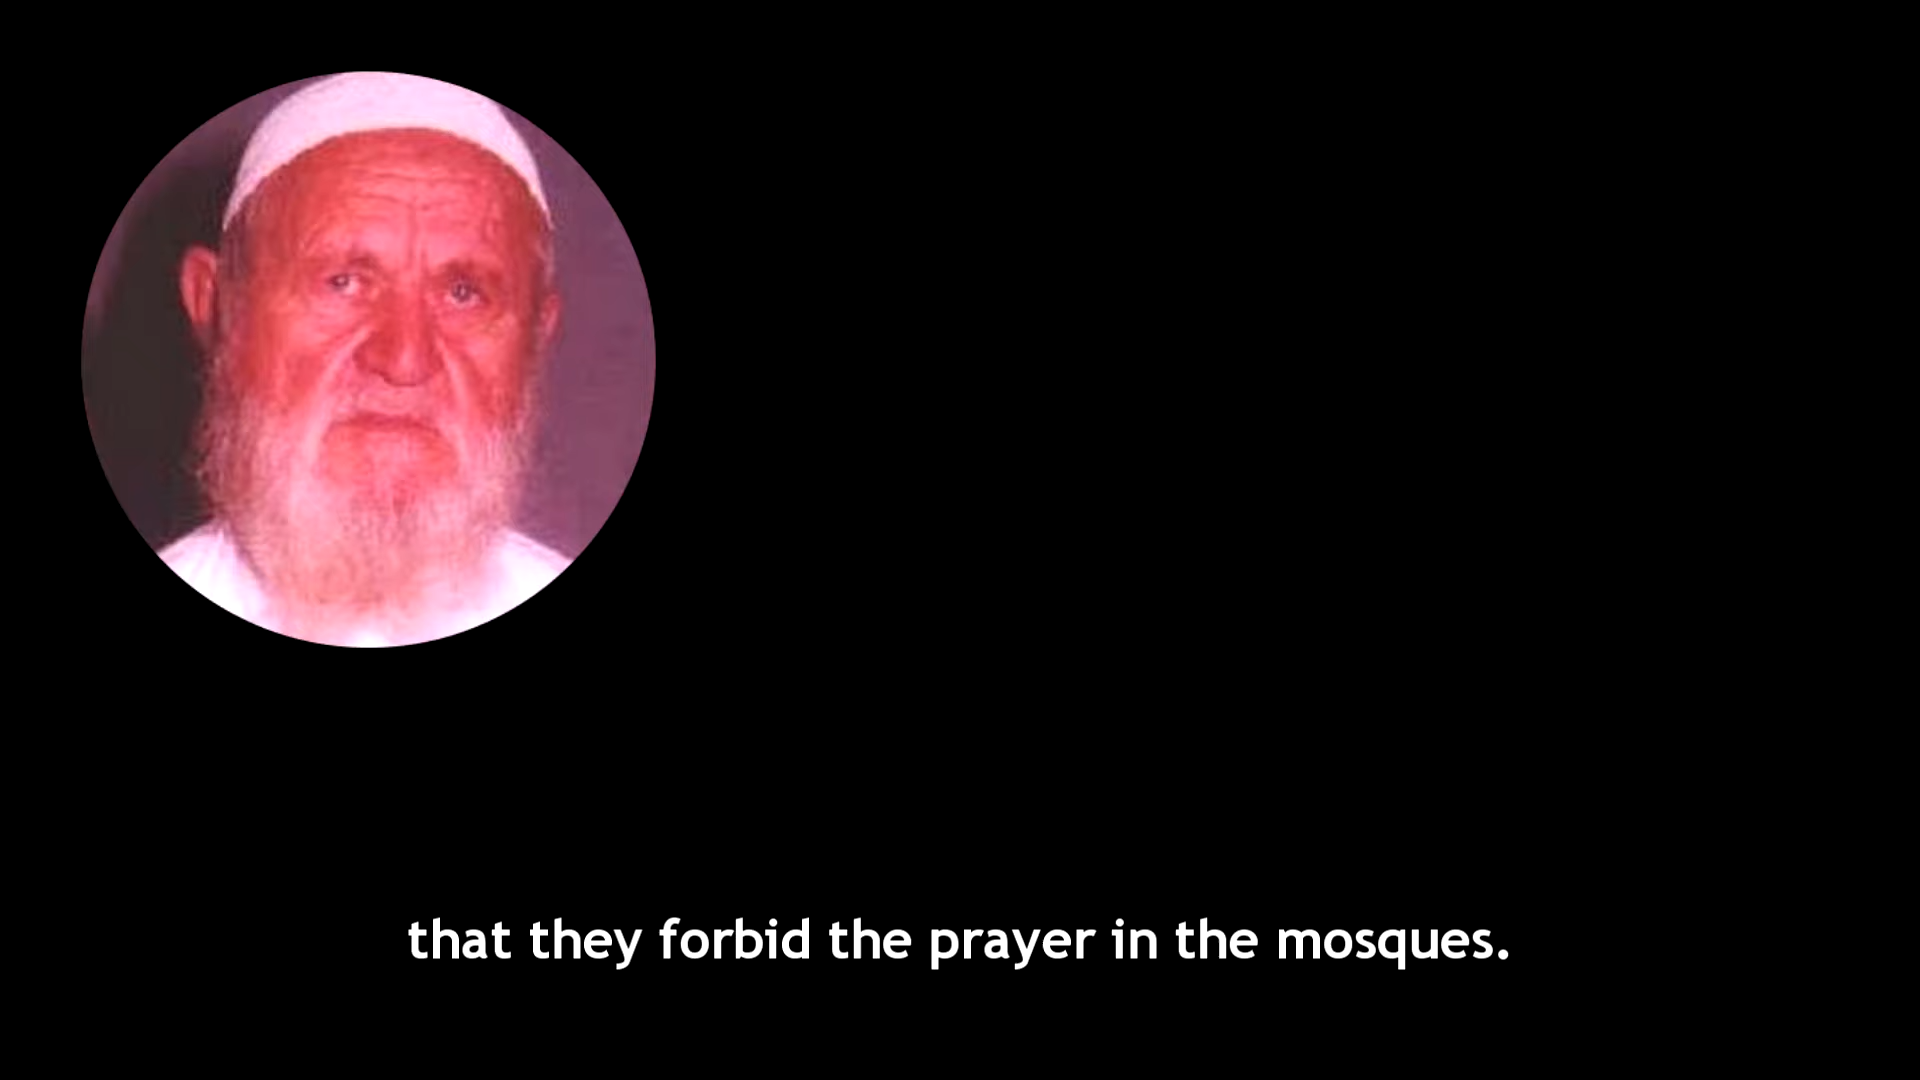 that they forbid the prayer in the mosques.